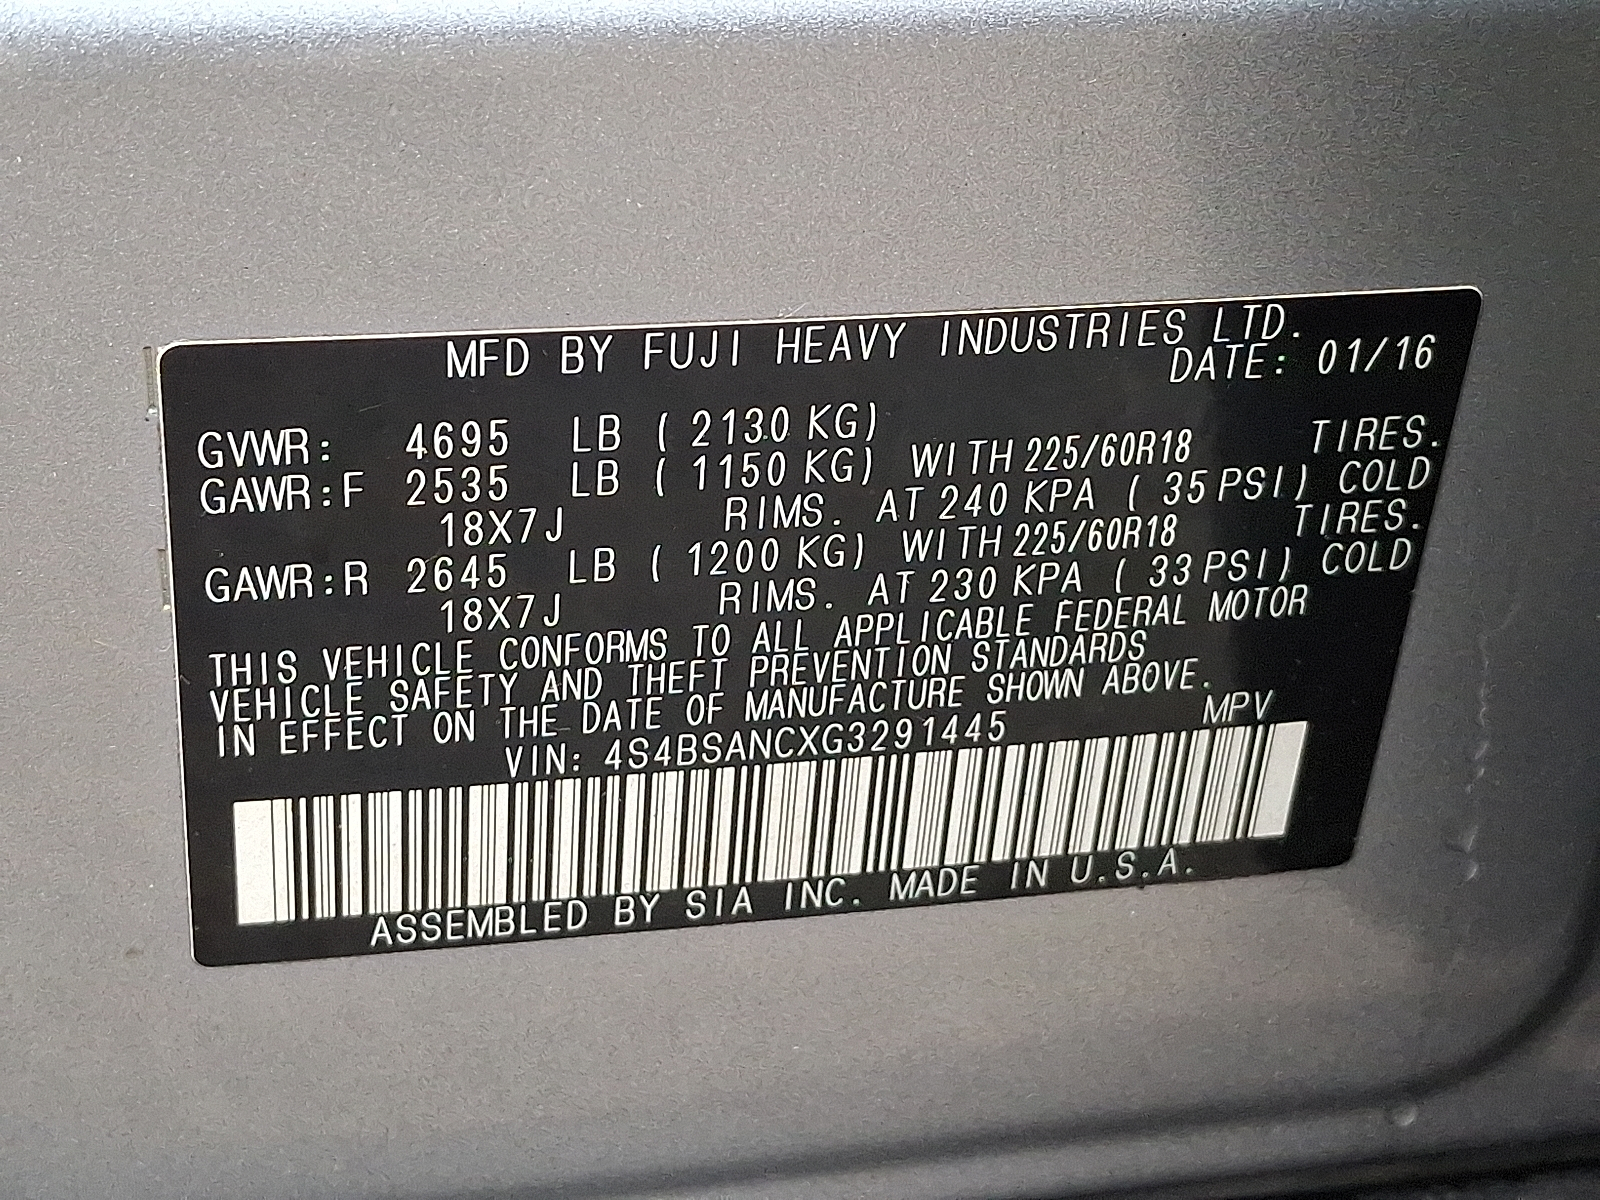 MFD BY FUJI HEAVY INDUSTRIES LTD.
DATE: 01/16
GVWR: 4695 LB ( 2130 KG)
GAWR:F 2535 LB ( 1150 KG) WITH 225/60R18 TIRES.
18X7J RIMS. AT 240 KPA ( 35 PSI) COLD
GAWR:R 2645 LB ( 1200 KG) WITH 225/60R18 TIRES.
18X7J RIMS. AT 230 KPA ( 33 PSI) COLD
THIS VEHICLE CONFORMS TO ALL APPLICABLE FEDERAL MOTOR
VEHICLE SAFETY AND THEFT PREVENTION STANDARDS
IN EFFECT ON THE DATE OF MANUFACTURE SHOWN ABOVE.
VIN: 4S4BSANCXG3291445 MPV
ASSEMBLED BY SIA INC. MADE IN U.S.A.